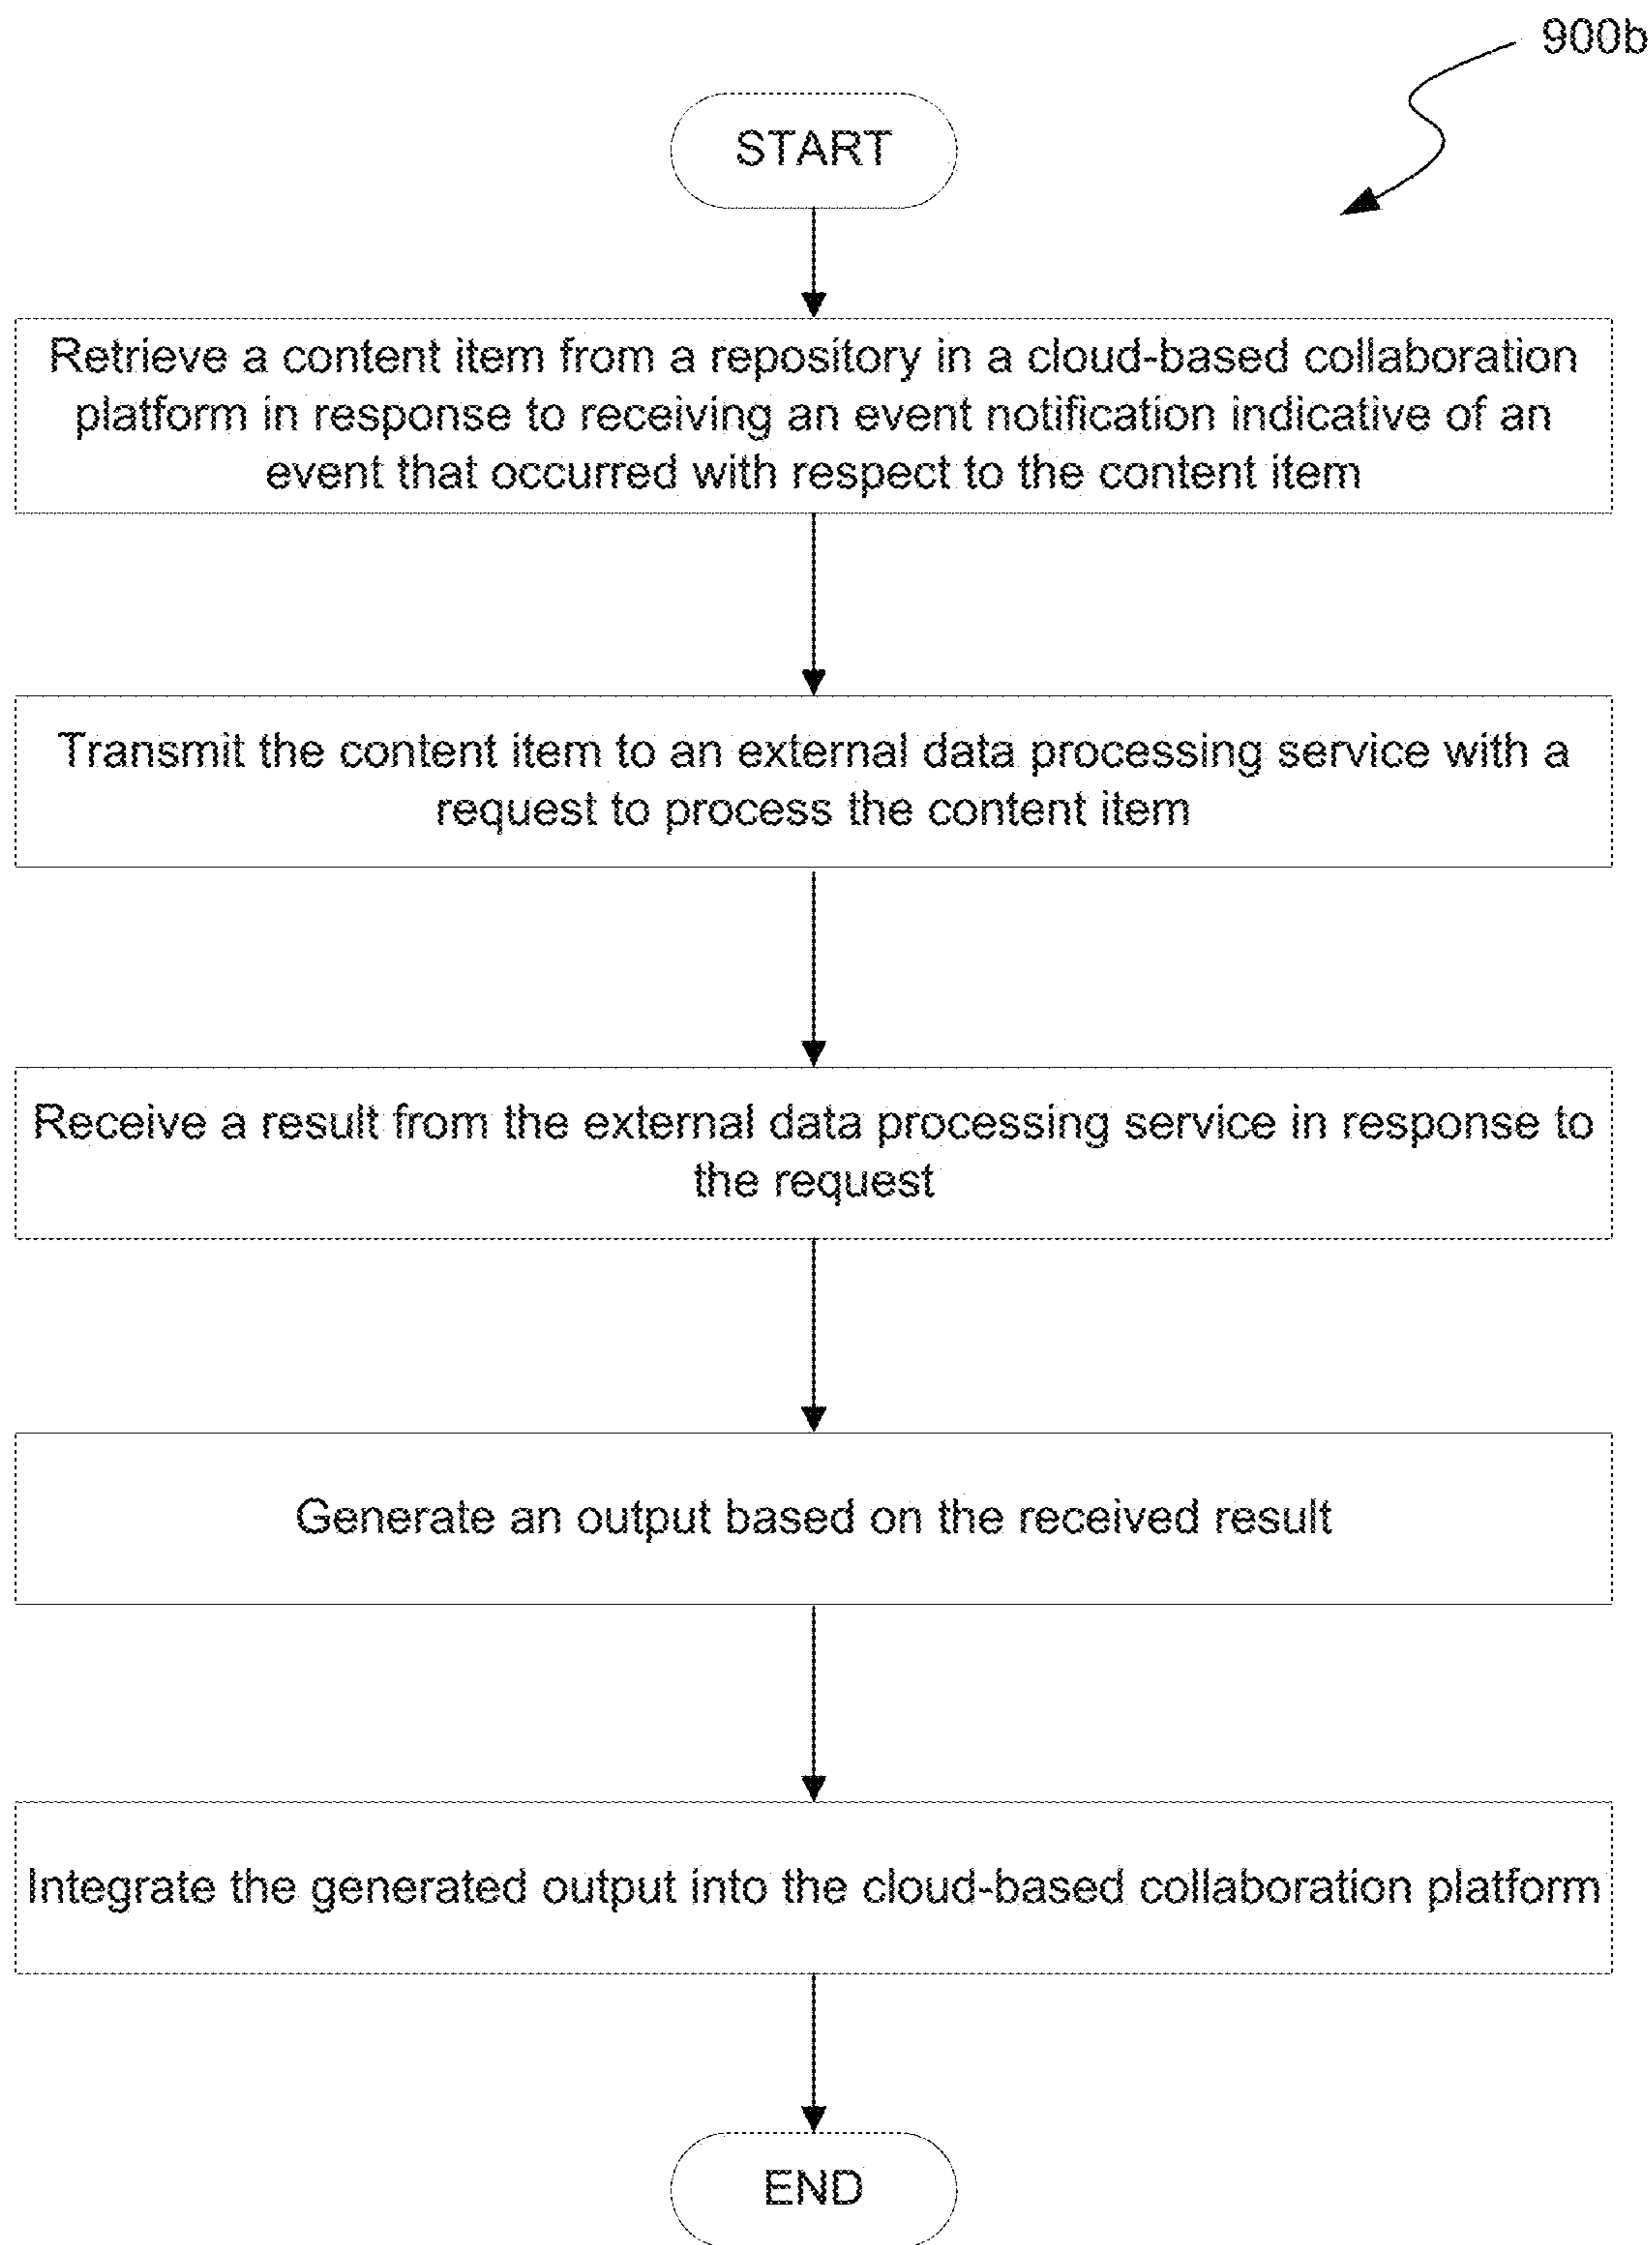 900b
START
Retrieve a content item from a repository in a cloud-based collaboration
platform in response to receiving an event notification indicative of an
event that occurred with respect to the content item
Transmit the content item to an external data processing service with a
request to process the content item
Receive a result from the external data processing service in response to
the request
Generate an output based on the received result
Integrate the generated output into the cloud-based collaboration platform
END